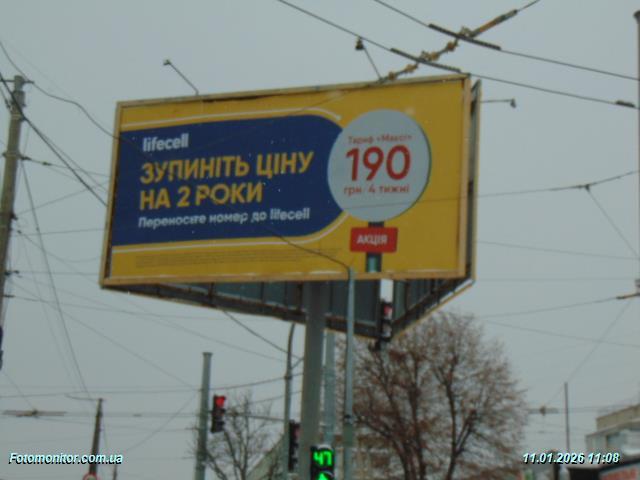 lifecell
ЗУПИНІТЬ ЦІНУ
НА 2 РОКИ
Переносьте номер до lifecell
Тариф «Максі»
190
грн/4 тижні
АКЦІЯ
47
Fotomonitor.com.ua
11.01.2026 11:08